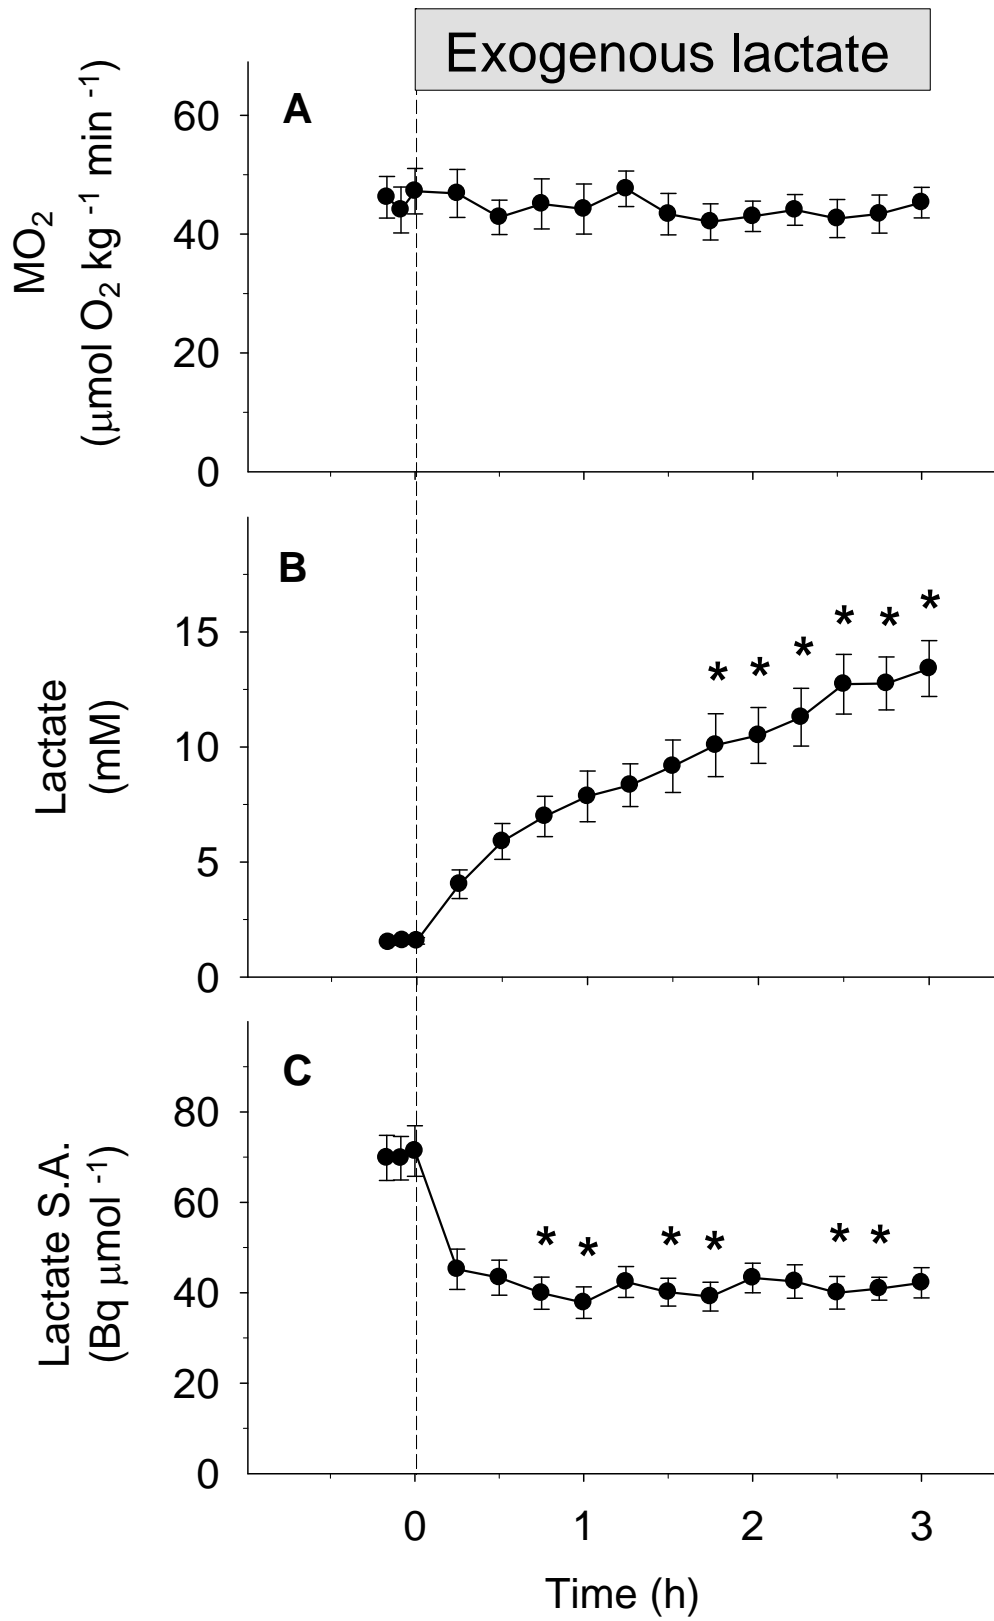 Exogenous lactate
A
MO₂
(μmol O₂ kg ⁻¹ min ⁻¹)
60
40
20
0
B
Lactate
(mM)
15
10
5
0
* * * * * *
C
Lactate S.A.
(Bq μmol ⁻¹)
80
60
40
20
0
* * * * * *
0 1 2 3
Time (h)